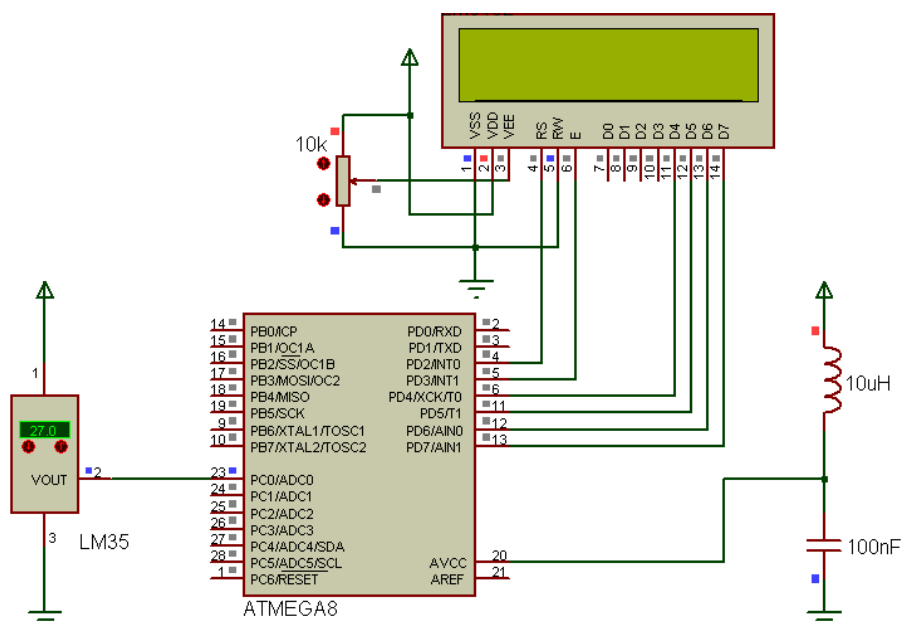 VSS VDD VEE RS RW E D0 D1 D2 D3 D4 D5 D6 D7
1 2 3 4 5 6 7 8 9 10 11 12 13 14
10k
14 PB0/ICP PD0/RXD 2
15 PB1/OC1A PD1/TXD 3
16 PB2/SS/OC1B PD2/INT0 4
17 PB3/MOSI/OC2 PD3/INT1 5
18 PB4/MISO PD4/XCK/T0 6
19 PB5/SCK PD5/T1 11
9 PB6/XTAL1/TOSC1 PD6/AIN0 12
10 PB7/XTAL2/TOSC2 PD7/AIN1 13
23 PC0/ADC0
24 PC1/ADC1
25 PC2/ADC2
26 PC3/ADC3
27 PC4/ADC4/SDA
28 PC5/ADC5/SCL AVCC 20
1 PC6/RESET AREF 21
ATMEGA8
1
27.0
VOUT 2
3
LM35
10uH
100nF